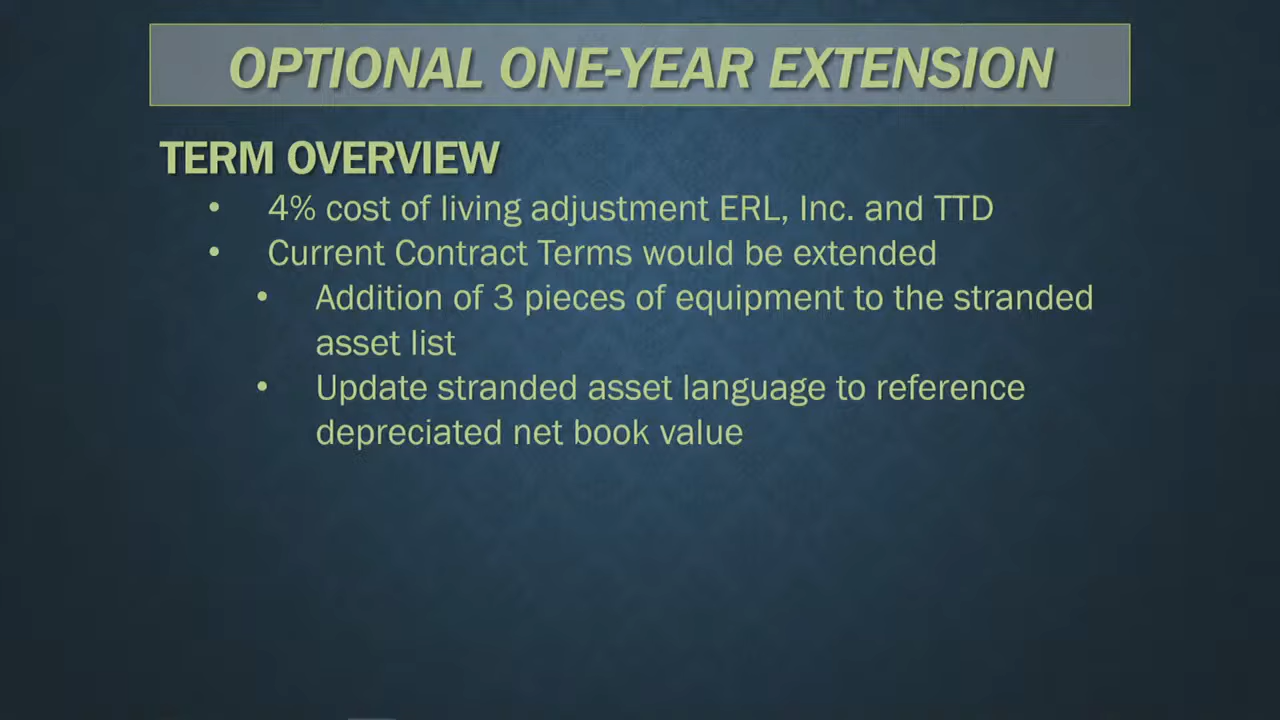 OPTIONAL ONE-YEAR EXTENSION
TERM OVERVIEW
• 4% cost of living adjustment ERL, Inc. and TTD
• Current Contract Terms would be extended
• Addition of 3 pieces of equipment to the stranded
asset list
• Update stranded asset language to reference
depreciated net book value